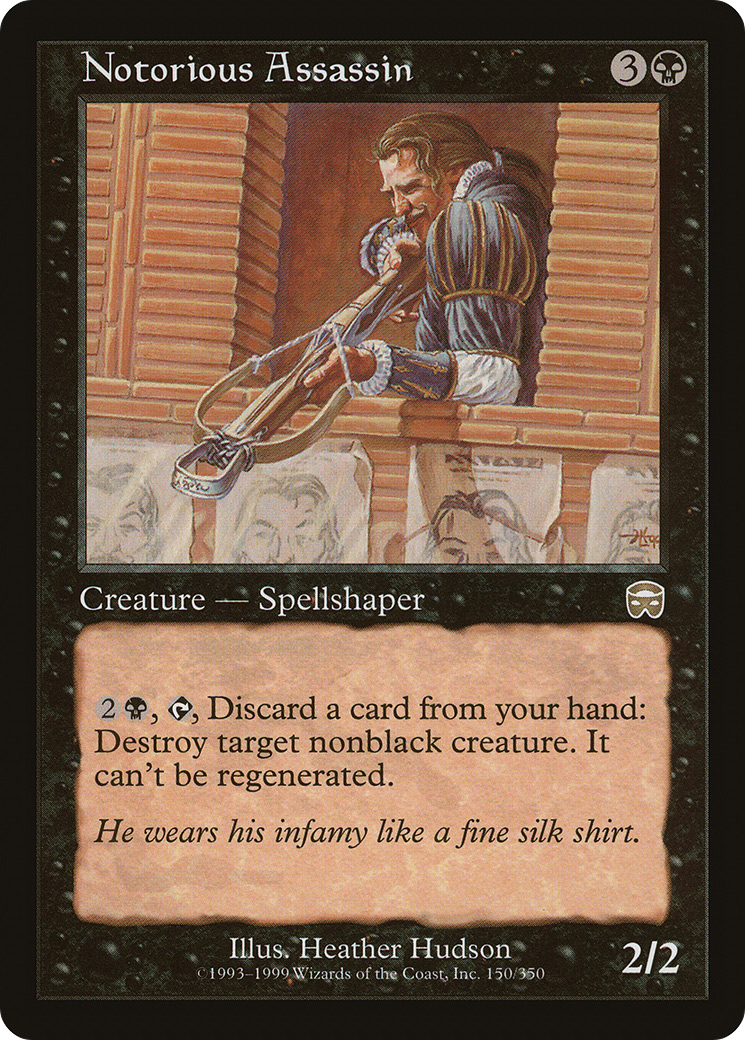 Notorious Assassin
3
Creature — Spellshaper
2 , , Discard a card from your hand:
Destroy target nonblack creature. It
can't be regenerated.
He wears his infamy like a fine silk shirt.
Illus. Heather Hudson
©1993–1999 Wizards of the Coast, Inc. 150/350
2/2